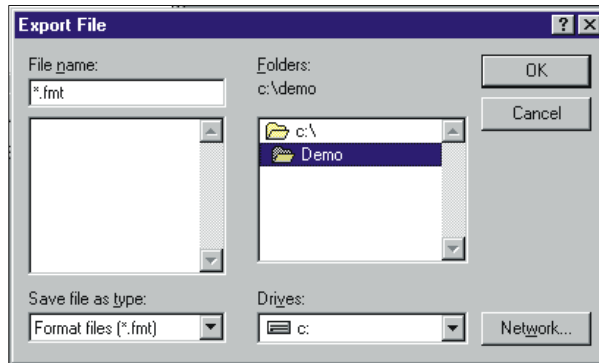 Export File
File name:
*.fmt
Folders:
c:\demo
c:\
Demo
OK
Cancel
Save file as type:
Format files (*.fmt)
Drives:
c:
Network...